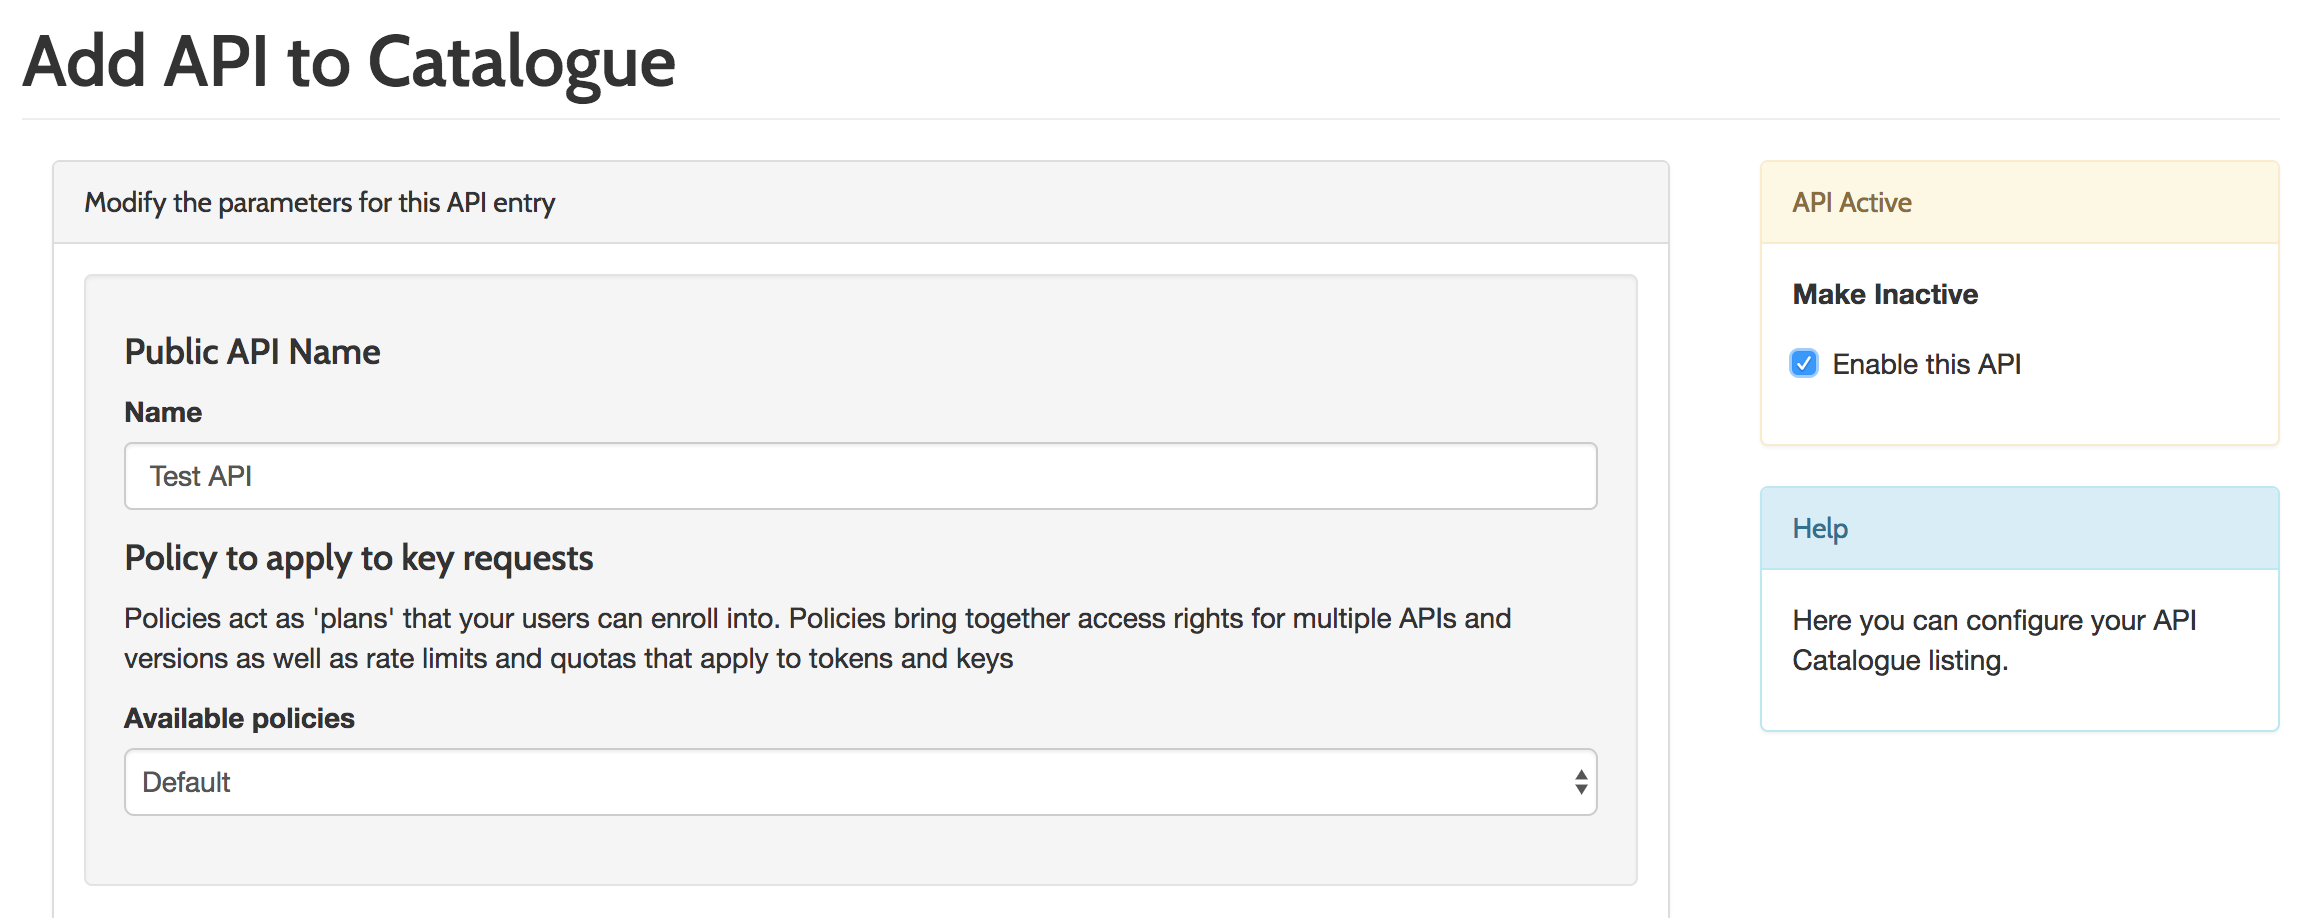 Add API to Catalogue
Modify the parameters for this API entry
Public API Name
Name
Test API
Policy to apply to key requests
Policies act as 'plans' that your users can enroll into. Policies bring together access rights for multiple APIs and
versions as well as rate limits and quotas that apply to tokens and keys
Available policies
Default
API Active
Make Inactive
Enable this API
Help
Here you can configure your API
Catalogue listing.